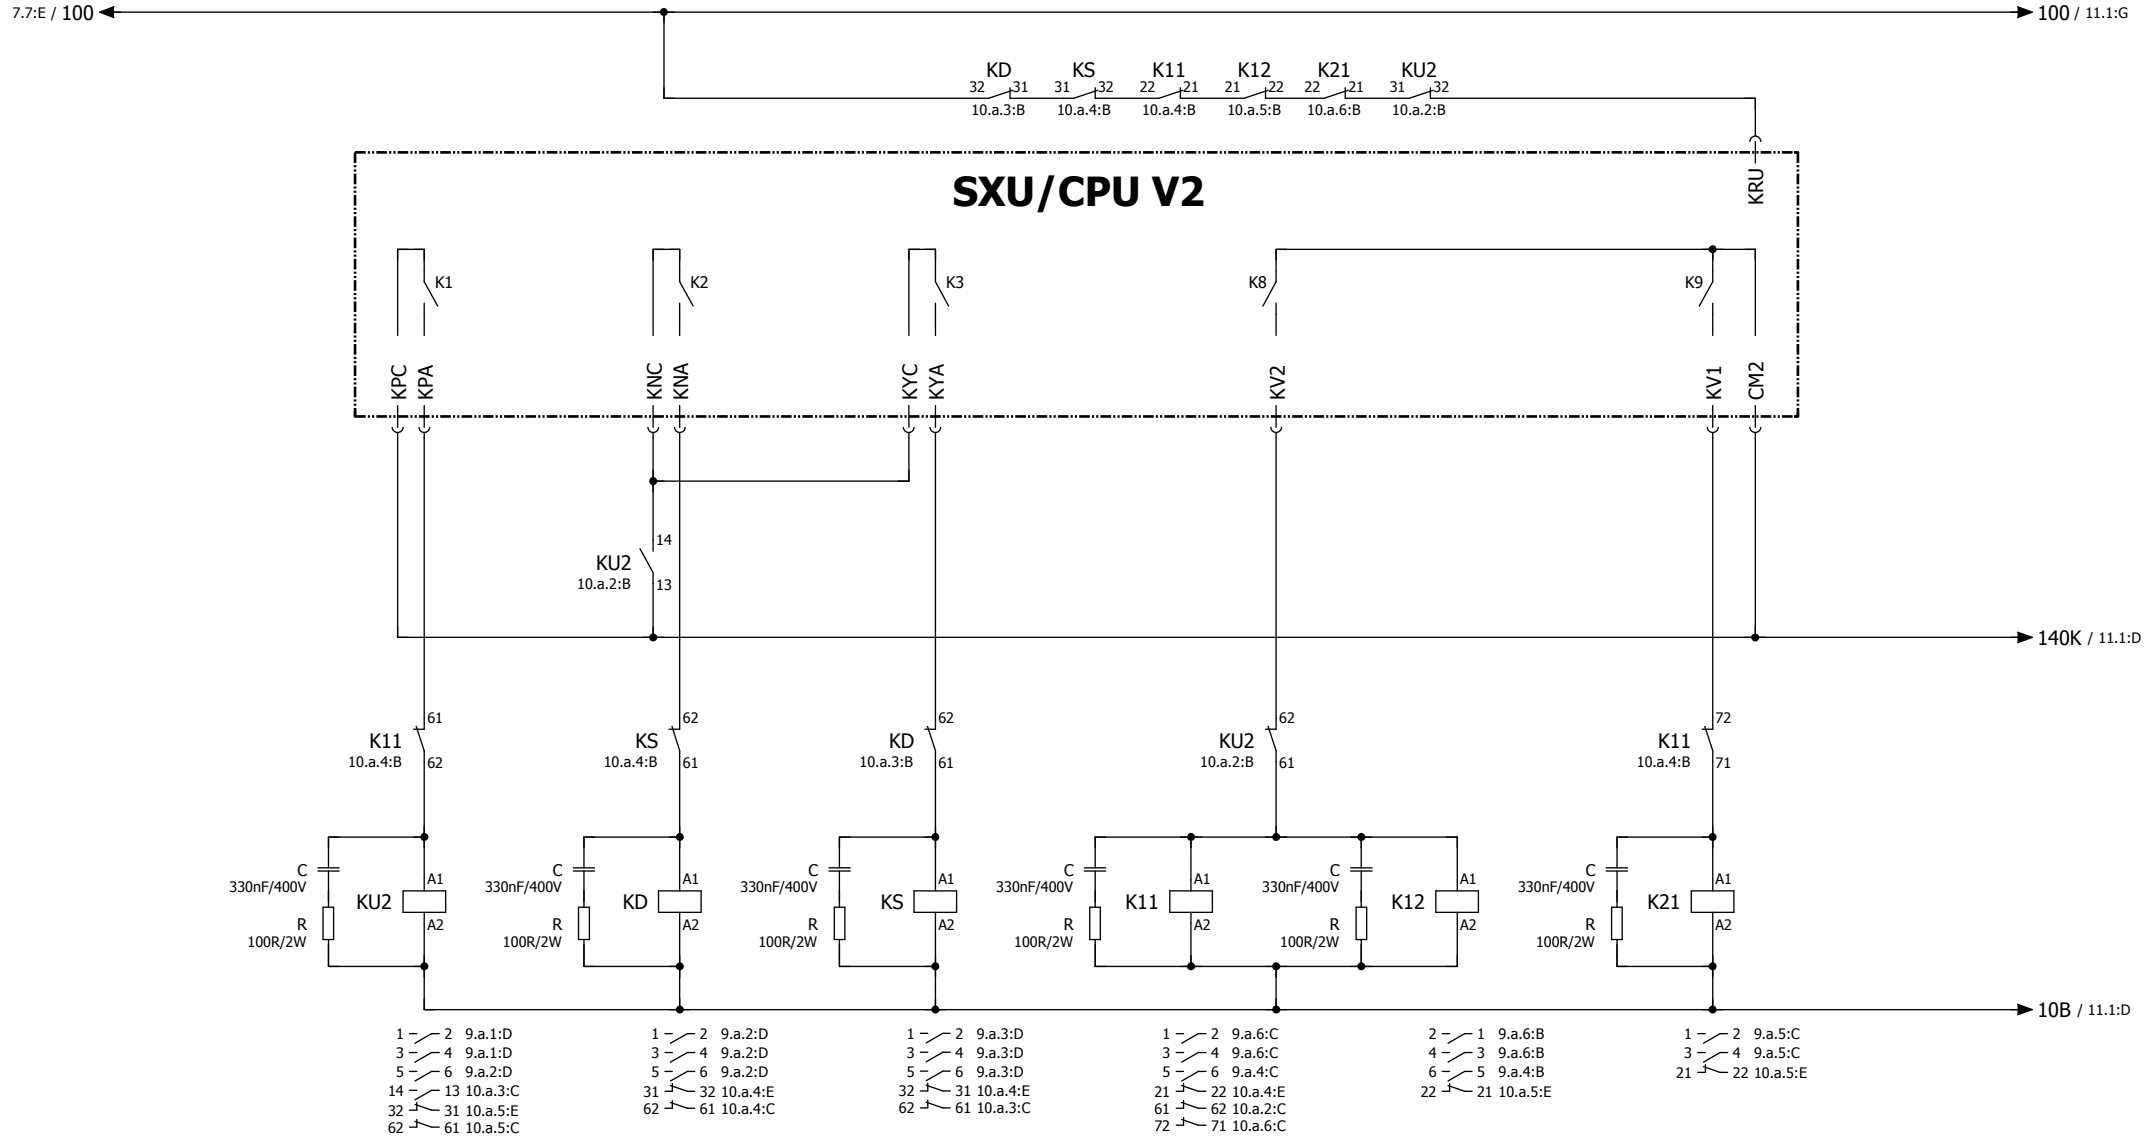 7.7:E / 100
100 / 11.1:G
KD KS K11 K12 K21 KU2
32 31 31 32 22 21 21 22 22 21 31 32
10.a.3:B 10.a.4:B 10.a.4:B 10.a.5:B 10.a.6:B 10.a.2:B
SXU/CPU V2
KRU
K1 K2 K3 K8 K9
KPC KPA KNC KNA KYC KYA KV2 KV1 CM2
14
KU2
10.a.2:B
13
140K / 11.1:D
61 62 62 62 72
K11 KS KD KU2 K11
10.a.4:B 62 10.a.4:B 61 10.a.3:B 61 10.a.2:B 61 10.a.4:B 71
C C C C C C
330nF/400V 330nF/400V 330nF/400V 330nF/400V 330nF/400V 330nF/400V
A1 A1 A1 A1 A1 A1
KU2 KD KS K11 K12 K21
A2 A2 A2 A2 A2 A2
R R R R R R
100R/2W 100R/2W 100R/2W 100R/2W 100R/2W 100R/2W
10B / 11.1:D
1 2 9.a.1:D
3 4 9.a.1:D
5 6 9.a.2:D
14 13 10.a.3:C
32 31 10.a.5:E
62 61 10.a.5:C
1 2 9.a.2:D
3 4 9.a.2:D
5 6 9.a.2:D
31 32 10.a.4:E
62 61 10.a.4:C
1 2 9.a.3:D
3 4 9.a.3:D
5 6 9.a.3:D
32 31 10.a.4:E
62 61 10.a.3:C
1 2 9.a.6:C
3 4 9.a.6:C
5 6 9.a.4:C
21 22 10.a.4:E
61 62 10.a.2:C
72 71 10.a.6:C
2 1 9.a.6:B
4 3 9.a.6:B
6 5 9.a.4:B
22 21 10.a.5:E
1 2 9.a.5:C
3 4 9.a.5:C
21 22 10.a.5:E